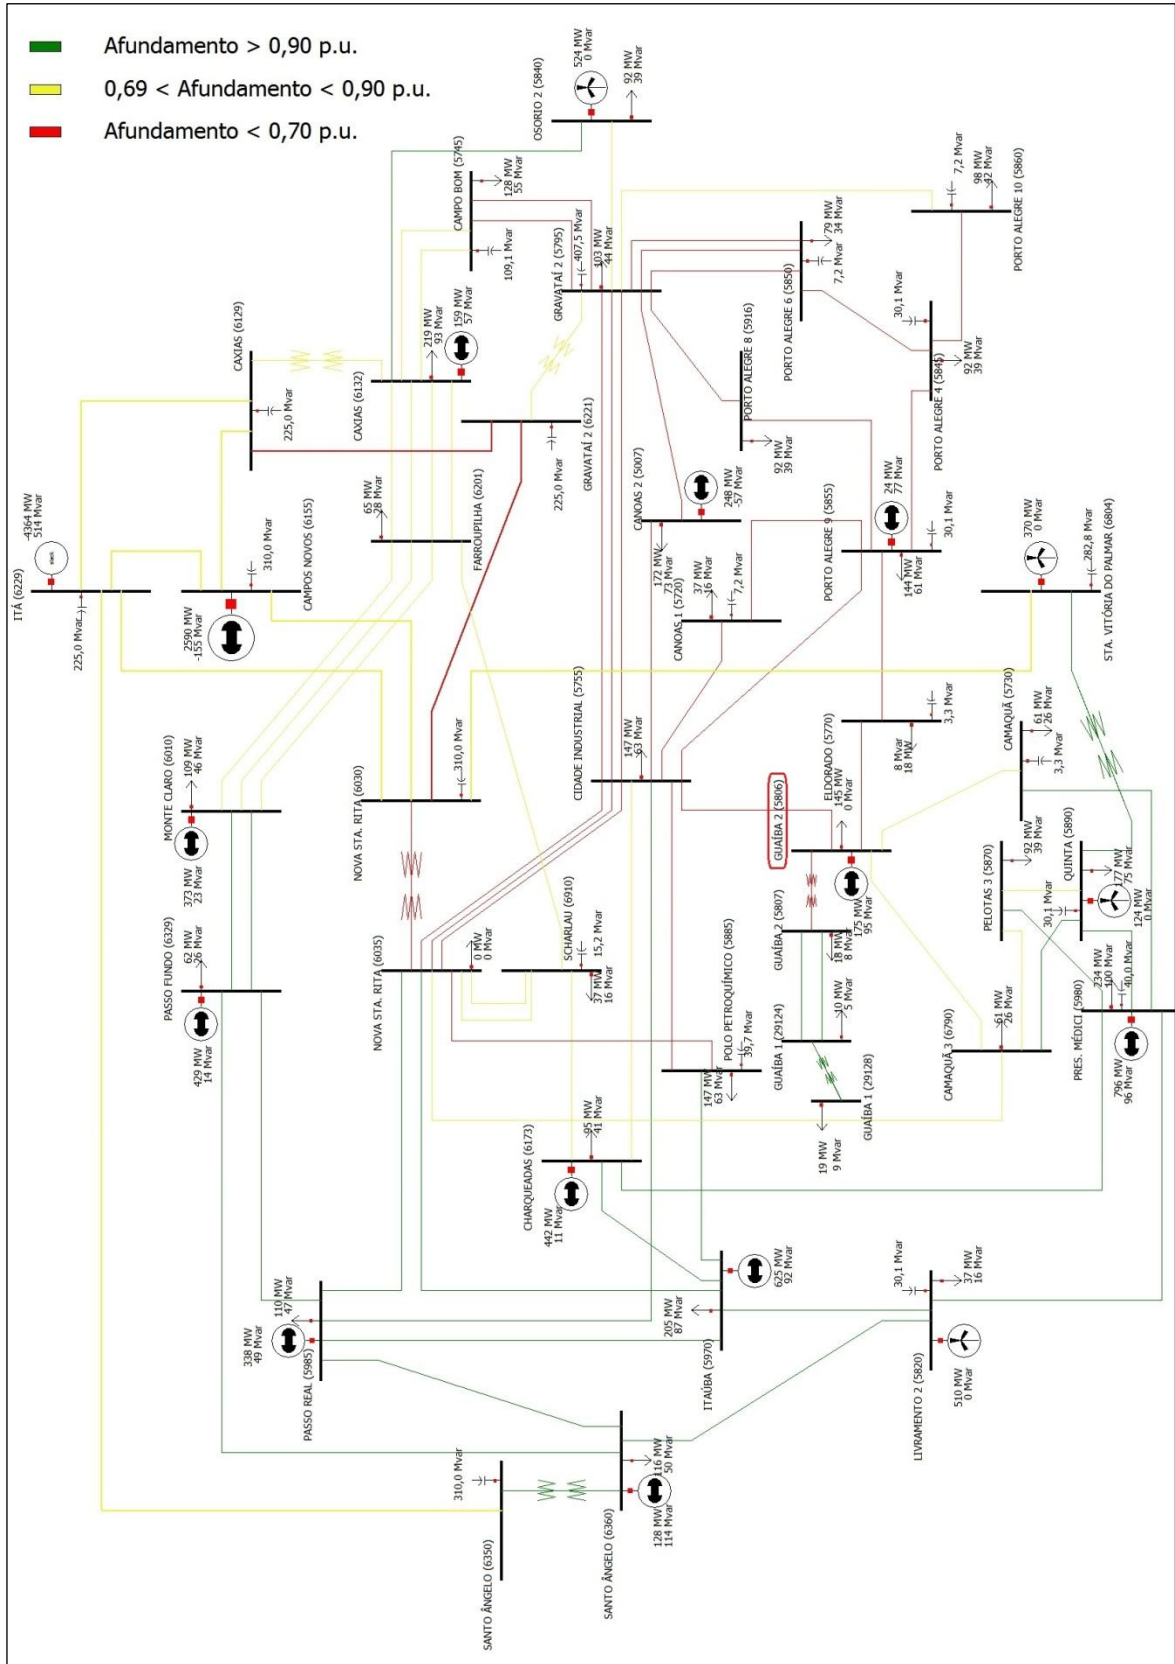 Afundamento > 0,90 p.u.
0,69 < Afundamento < 0,90 p.u.
Afundamento < 0,70 p.u.
OSORIO 2 (5840)
524 MW
0 Mvar
92 MW
39 Mvar
CAMPO BOM (5745)
128 MW
55 Mvar
109,1 Mvar
GRAVATAÍ 2 (5795)
407,5 Mvar
103 MW
44 Mvar
PORTO ALEGRE 10 (5860)
7,2 Mvar
98 MW
42 Mvar
PORTO ALEGRE 6 (5850)
79 MW
34 Mvar
7,2 Mvar
PORTO ALEGRE 4 (5845)
30,1 Mvar
92 MW
39 Mvar
PORTO ALEGRE 8 (5916)
92 MW
39 Mvar
CAXIAS (6129)
225,0 Mvar
CAXIAS (6132)
219 MW
93 Mvar
159 MW
57 Mvar
GRAVATAÍ 2 (6221)
225,0 Mvar
CANOAS 2 (5007)
248 MW
-57 Mvar
172 MW
73 Mvar
PORTO ALEGRE 9 (5855)
24 MW
77 Mvar
144 MW
61 Mvar
30,1 Mvar
FARROUPILHA (6201)
65 MW
28 Mvar
ITÁ (6229)
-4364 MW
514 Mvar
225,0 Mvar
CAMPOS NOVOS (6155)
310,0 Mvar
2590 MW
-155 Mvar
CANOAS 1 (5720)
37 MW
16 Mvar
7,2 Mvar
STA. VITÓRIA DO PALMAR (6804)
370 MW
0 Mvar
282,8 Mvar
CIDADE INDUSTRIAL (5755)
147 MW
63 Mvar
ELDORADO (5770)
8 Mvar
18 MW
3,3 Mvar
CAMAQUÃ (5730)
61 MW
26 Mvar
3,3 Mvar
MONTE CLARO (6010)
109 MW
46 Mvar
373 MW
23 Mvar
NOVA STA. RITA (6030)
310,0 Mvar
GUAÍBA 2 (5806)
145 MW
0 Mvar
175 MW
95 Mvar
PELOTAS 3 (5870)
92 MW
39 Mvar
QUINTA (5890)
30,1 Mvar
177 MW
75 Mvar
124 MW
0 Mvar
GUAÍBA 2 (5807)
18 MW
8 Mvar
PASSO FUNDO (6329)
62 MW
26 Mvar
429 MW
14 Mvar
NOVA STA. RITA (6035)
0 MW
0 Mvar
SCHARLAU (6910)
15,2 Mvar
37 MW
16 Mvar
PRES. MÉDICI (5980)
234 MW
100 Mvar
40,0 Mvar
796 MW
96 Mvar
POLO PETROQUÍMICO (5885)
39,7 Mvar
147 MW
63 Mvar
GUAÍBA 1 (29124)
10 MW
5 Mvar
GUAÍBA 1 (29128)
19 MW
9 Mvar
CAMAQUÃ 3 (6790)
61 MW
26 Mvar
CHARQUEADAS (6173)
95 MW
41 Mvar
442 MW
11 Mvar
PASSO REAL (5985)
110 MW
47 Mvar
338 MW
49 Mvar
ITAÚBA (5970)
205 MW
87 Mvar
625 MW
92 Mvar
LIVRAMENTO 2 (5820)
30,1 Mvar
37 MW
16 Mvar
510 MW
0 Mvar
SANTO ÂNGELO (6350)
310,0 Mvar
SANTO ÂNGELO (6360)
116 MW
50 Mvar
128 MW
114 Mvar